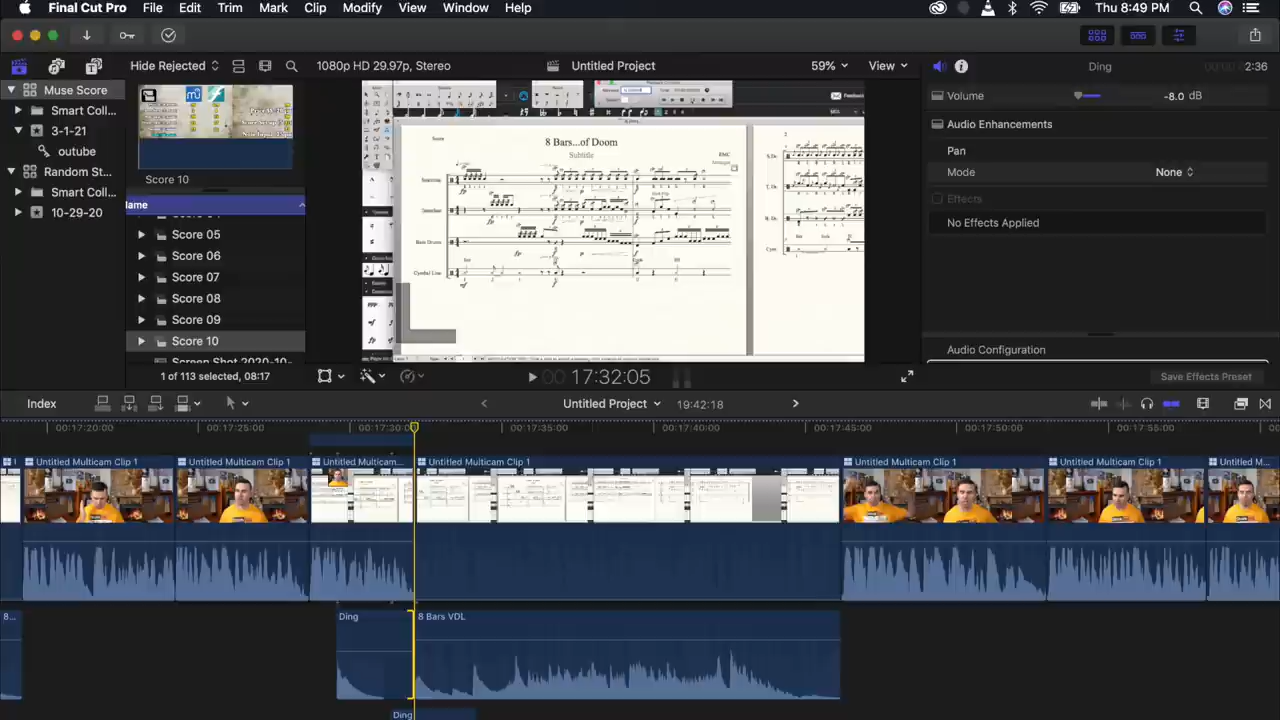 Final Cut Pro File Edit Trim Mark Clip Modify View Window Help Thu 8:49 PM
Hide Rejected 1080p HD 29.97p, Stereo Untitled Project 59% View Ding 2:36
Muse Score
Smart Coll...
3-1-21
outube
Random St...
Smart Collec...
10-29-20
Score 10
lame
Score 05
Score 06
Score 07
Score 08
Score 09
Score 10
Screen Shot 2020-10-
1 of 113 selected, 08:17
Feedback
Score
8 Bars...of Doom
Subtitle
Snareline
Bass Drums
Cymbal Line
17:32:05
Volume -8.0 dB
Audio Enhancements
Pan
Mode None
Effects
No Effects Applied
Audio Configuration
Save Effects Preset
Index Untitled Project 19:42:18
00:17:20:00 00:17:25:00 00:17:30:00 00:17:35:00 00:17:40:00 00:17:45:00 00:17:50:00 00:17:55:00
Untitled Multicam Clip 1 Untitled Multicam Clip 1 Untitled Multicam... Untitled Multicam Clip 1 Untitled Multicam Clip 1 Untitled Multicam Clip 1 Untitled M...
8... Ding 8 Bars VDL
Ding